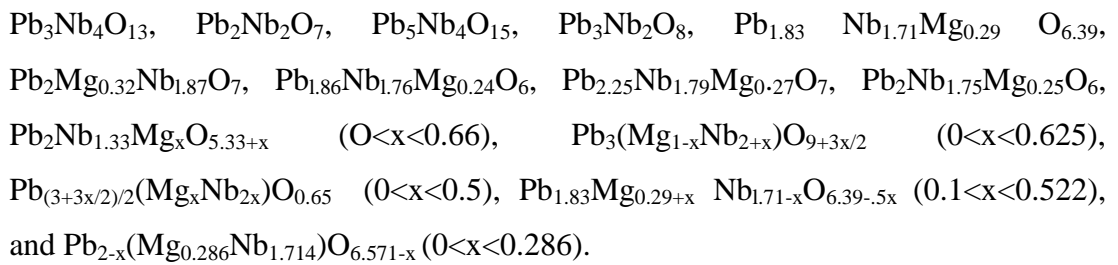 Pb₃Nb₄O₁₃, Pb₂Nb₂O₇, Pb₅Nb₄O₁₅, Pb₃Nb₂O₈, Pb₁.₈₃ Nb₁.₇₁Mg₀.₂₉ O₆.₃₉,
Pb₂Mg₀.₃₂Nb₁.₈₇O₇, Pb₁.₈₆Nb₁.₇₆Mg₀.₂₄O₆, Pb₂.₂₅Nb₁.₇₉Mg₀.₂₇O₇, Pb₂Nb₁.₇₅Mg₀.₂₅O₆,
Pb₂Nb₁.₃₃MgₓO₅.₃₃₊ₓ (O<x<0.66), Pb₃(Mg₁₋ₓNb₂₊ₓ)O₉₊₃ₓ/₂ (0<x<0.625),
Pb₍₃₊₃ₓ/₂₎/₂(MgₓNb₂ₓ)O₀.₆₅ (0<x<0.5), Pb₁.₈₃Mg₀.₂₉₊ₓ Nb₁.₇₁₋ₓO₆.₃₉₋.₅ₓ (0.1<x<0.522),
and Pb₂₋ₓ(Mg₀.₂₈₆Nb₁.₇₁₄)O₆.₅₇₁₋ₓ (0<x<0.286).